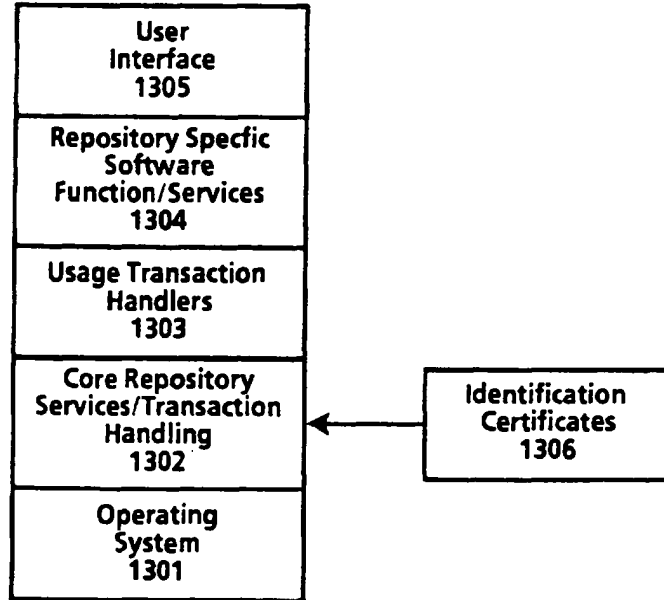 User
Interface
1305
Repository Specfic
Software
Function/Services
1304
Usage Transaction
Handlers
1303
Core Repository
Services/Transaction
Handling
1302
Identification
Certificates
1306
Operating
System
1301